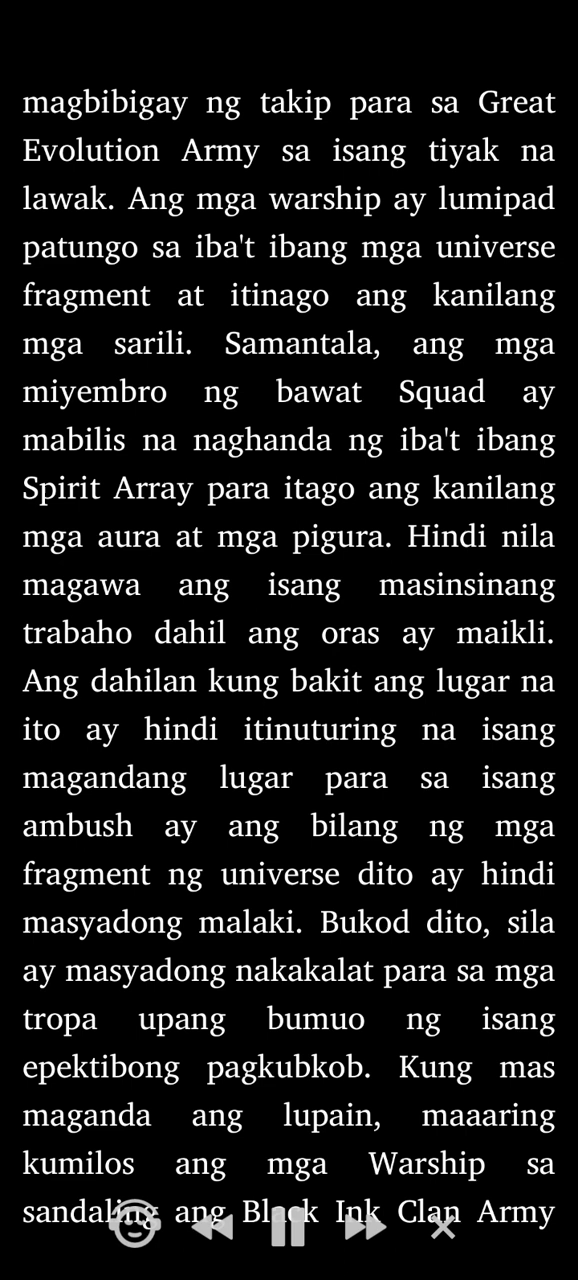 magbibigay ng takip para sa Great
Evolution Army sa isang tiyak na
lawak. Ang mga warship ay lumipad
patungo sa iba't ibang mga universe
fragment at itinago ang kanilang
mga sarili. Samantala, ang mga
miyembro ng bawat Squad ay
mabilis na naghanda ng iba't ibang
Spirit Array para itago ang kanilang
mga aura at mga pigura. Hindi nila
magawa ang isang masinsinang
trabaho dahil ang oras ay maikli.
Ang dahilan kung bakit ang lugar na
ito ay hindi itinuturing na isang
magandang lugar para sa isang
ambush ay ang bilang ng mga
fragment ng universe dito ay hindi
masyadong malaki. Bukod dito, sila
ay masyadong nakakalat para sa mga
tropa upang bumuo ng isang
epektibong pagkubkob. Kung mas
maganda ang lupain, maaaring
kumilos ang mga Warship sa
sandaling ang Black Ink Clan Army